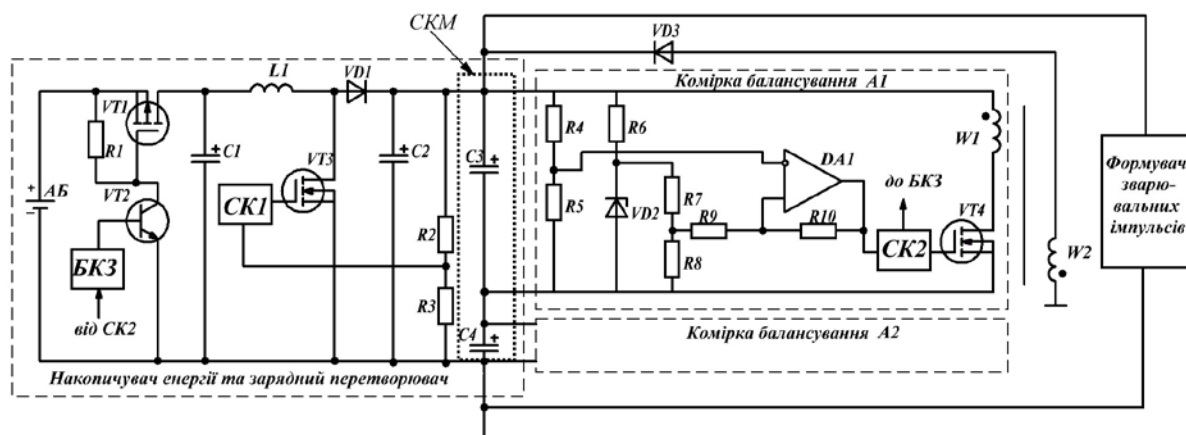 СКМ
VD3
L1
VD1
Комірка балансування A1
VT1
R1
VT2
АБ
БКЗ
від СК2
C1
VT3
СК1
C2
R2
R3
C3
C4
R4
R5
R6
VD2
R7
R8
R9
DA1
R10
до БКЗ
СК2
VT4
W1
W2
Формувач
зварю-
вальних
імпульсів
Комірка балансування A2
Накопичувач енергії та зарядний перетворювач